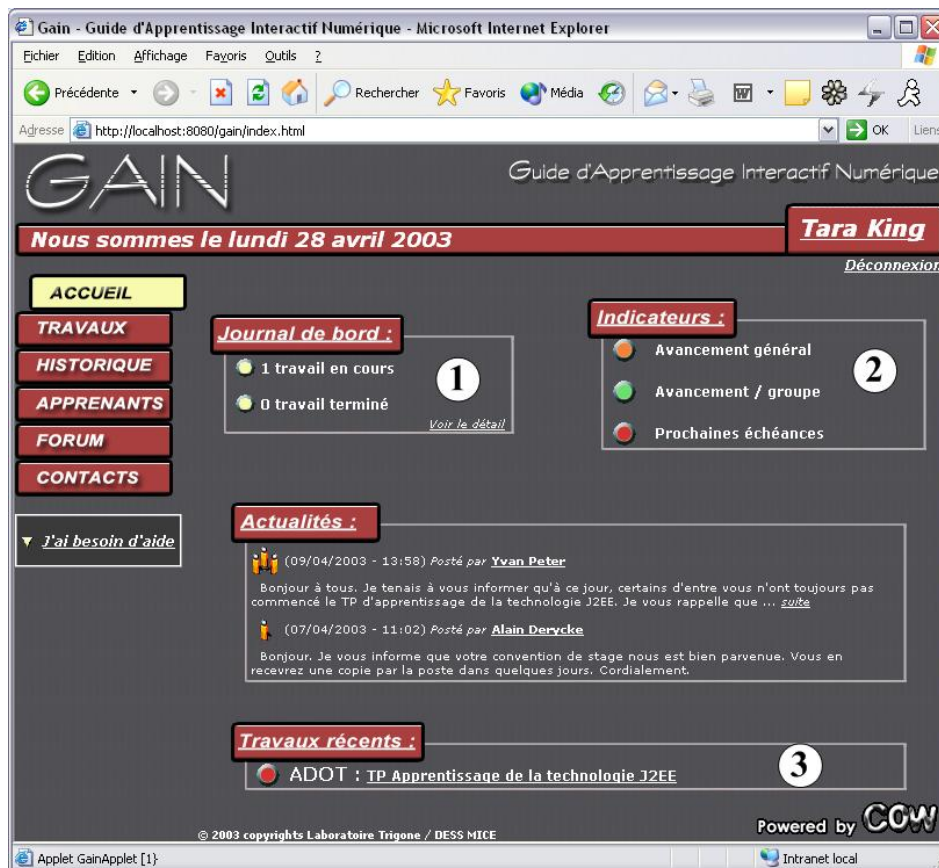 Gain - Guide d'Apprentissage Interactif Numérique - Microsoft Internet Explorer
Fichier Edition Affichage Favoris Outils ?
Précédente Rechercher Favoris Média
Adresse http://localhost:8080/gain/index.html OK Liens
GAIN
Guide d'Apprentissage Interactif Numérique
Nous sommes le lundi 28 avril 2003
Tara King
Déconnexion
ACCUEIL
TRAVAUX
HISTORIQUE
APPRENANTS
FORUM
CONTACTS
J'ai besoin d'aide
Journal de bord :
1 travail en cours
0 travail terminé
Voir le détail
1
Indicateurs :
Avancement général
Avancement / groupe
Prochaines échéances
2
Actualités :
(09/04/2003 - 13:58) Posté par Yvan Peter
Bonjour à tous. Je tenais à vous informer qu'à ce jour, certains d'entre vous n'ont toujours pas
commencé le TP d'apprentissage de la technologie J2EE. Je vous rappelle que ... suite
(07/04/2003 - 11:02) Posté par Alain Derycke
Bonjour. Je vous informe que votre convention de stage nous est bien parvenue. Vous en
recevrez une copie par la poste dans quelques jours. Cordialement.
Travaux récents :
ADOT : TP Apprentissage de la technologie J2EE
3
© 2003 copyrights Laboratoire Trigone / DESS MICE
Powered by COW
Applet GainApplet [1}
Intranet local